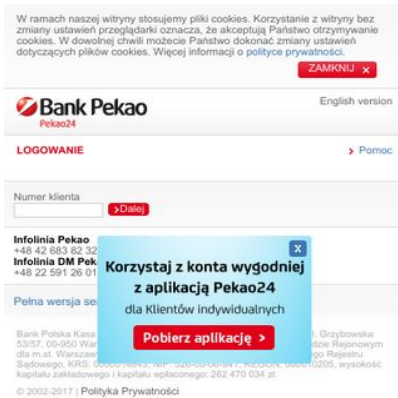 W ramach naszej witryny stosujemy pliki cookies. Korzystanie z witryny bez
zmiany ustawień przeglądarki oznacza, że akceptują Państwo otrzymywanie
cookies. W dowolnej chwili możecie Państwo dokonać zmiany ustawień
dotyczących plików cookies. Więcej informacji o polityce prywatności.
ZAMKNIJ x
Bank Pekao
Pekao24
English version
LOGOWANIE
Pomoc
Numer klienta
Dalej
Infolinia Pekao
+48 42 683 82 32
Infolinia DM Pek
+48 22 591 26 01
Pełna wersja se
x
Korzystaj z konta wygodniej
z aplikacją Pekao24
dla Klientów indywidualnych
Pobierz aplikację >
Bank Polska Kasa l. Grzybowska
53/57, 00-950 War dzie Rejonowym
dla m.st. Warszaw go Rejestru
Sądowego, KRS: wysokość
kapitału zakładowego i kapitału wpłaconego: 262 470 034 zł.
© 2002-2017 | Polityka Prywatności